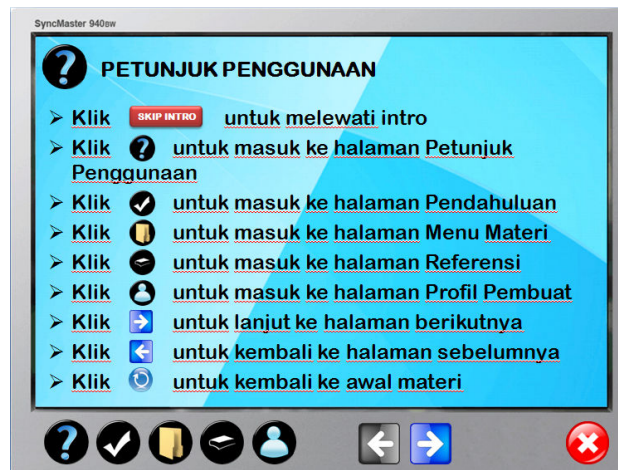 SyncMaster 940BW
PETUNJUK PENGGUNAAN
➤ Klik SKIP INTRO untuk melewati intro
➤ Klik ? untuk masuk ke halaman Petunjuk
Penggunaan
➤ Klik untuk masuk ke halaman Pendahuluan
➤ Klik untuk masuk ke halaman Menu Materi
➤ Klik untuk masuk ke halaman Referensi
➤ Klik untuk masuk ke halaman Profil Pembuat
➤ Klik untuk lanjut ke halaman berikutnya
➤ Klik untuk kembali ke halaman sebelumnya
➤ Klik untuk kembali ke awal materi